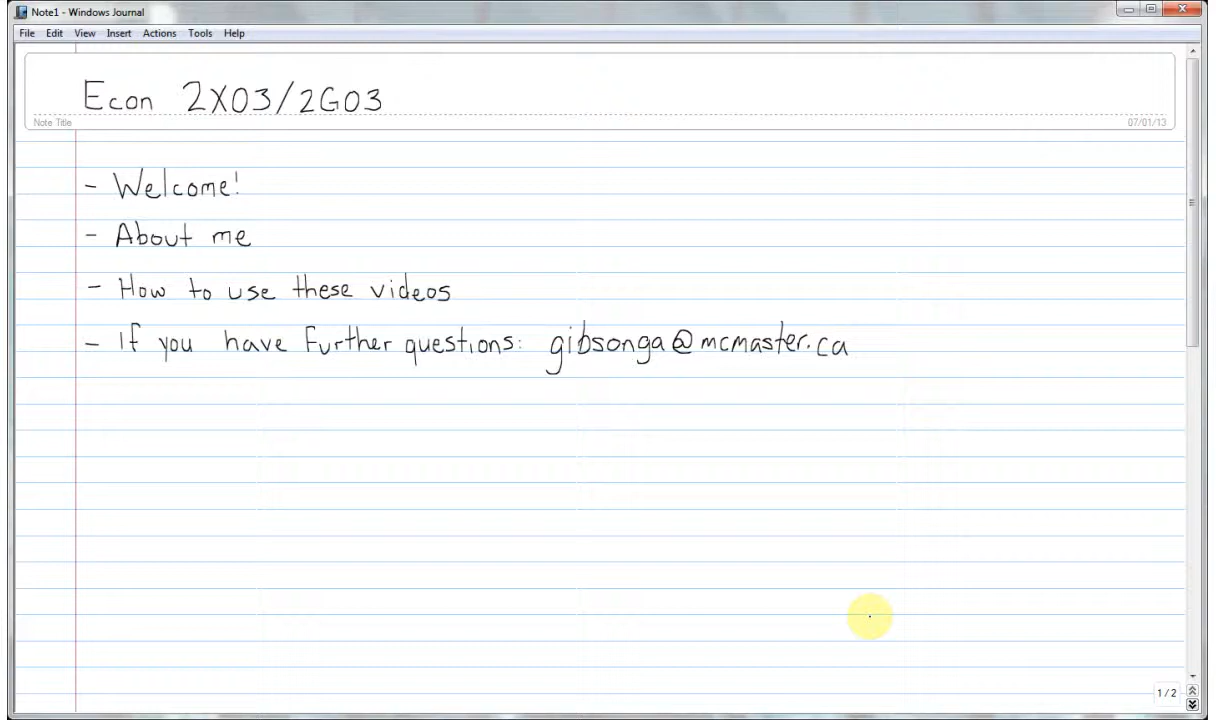 Note1 - Windows Journal
File Edit View Insert Actions Tools Help
Econ 2X03/2G03
Note Title 07/01/13
- Welcome!
- About me
- How to use these videos
- If you have further questions: gibsonga@mcmaster.ca
1/2